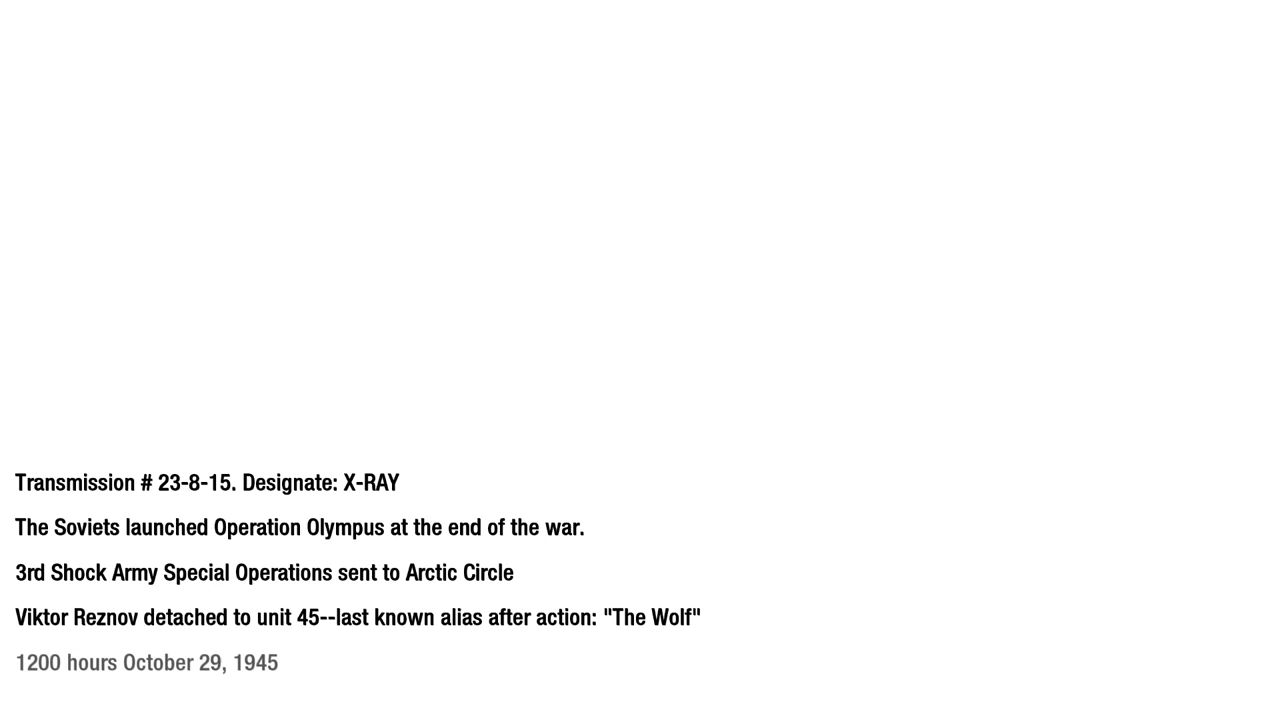 Transmission # 23-8-15. Designate: X-RAY
The Soviets launched Operation Olympus at the end of the war.
3rd Shock Army Special Operations sent to Arctic Circle
Viktor Reznov detached to unit 45--last known alias after action: "The Wolf"
1200 hours October 29, 1945